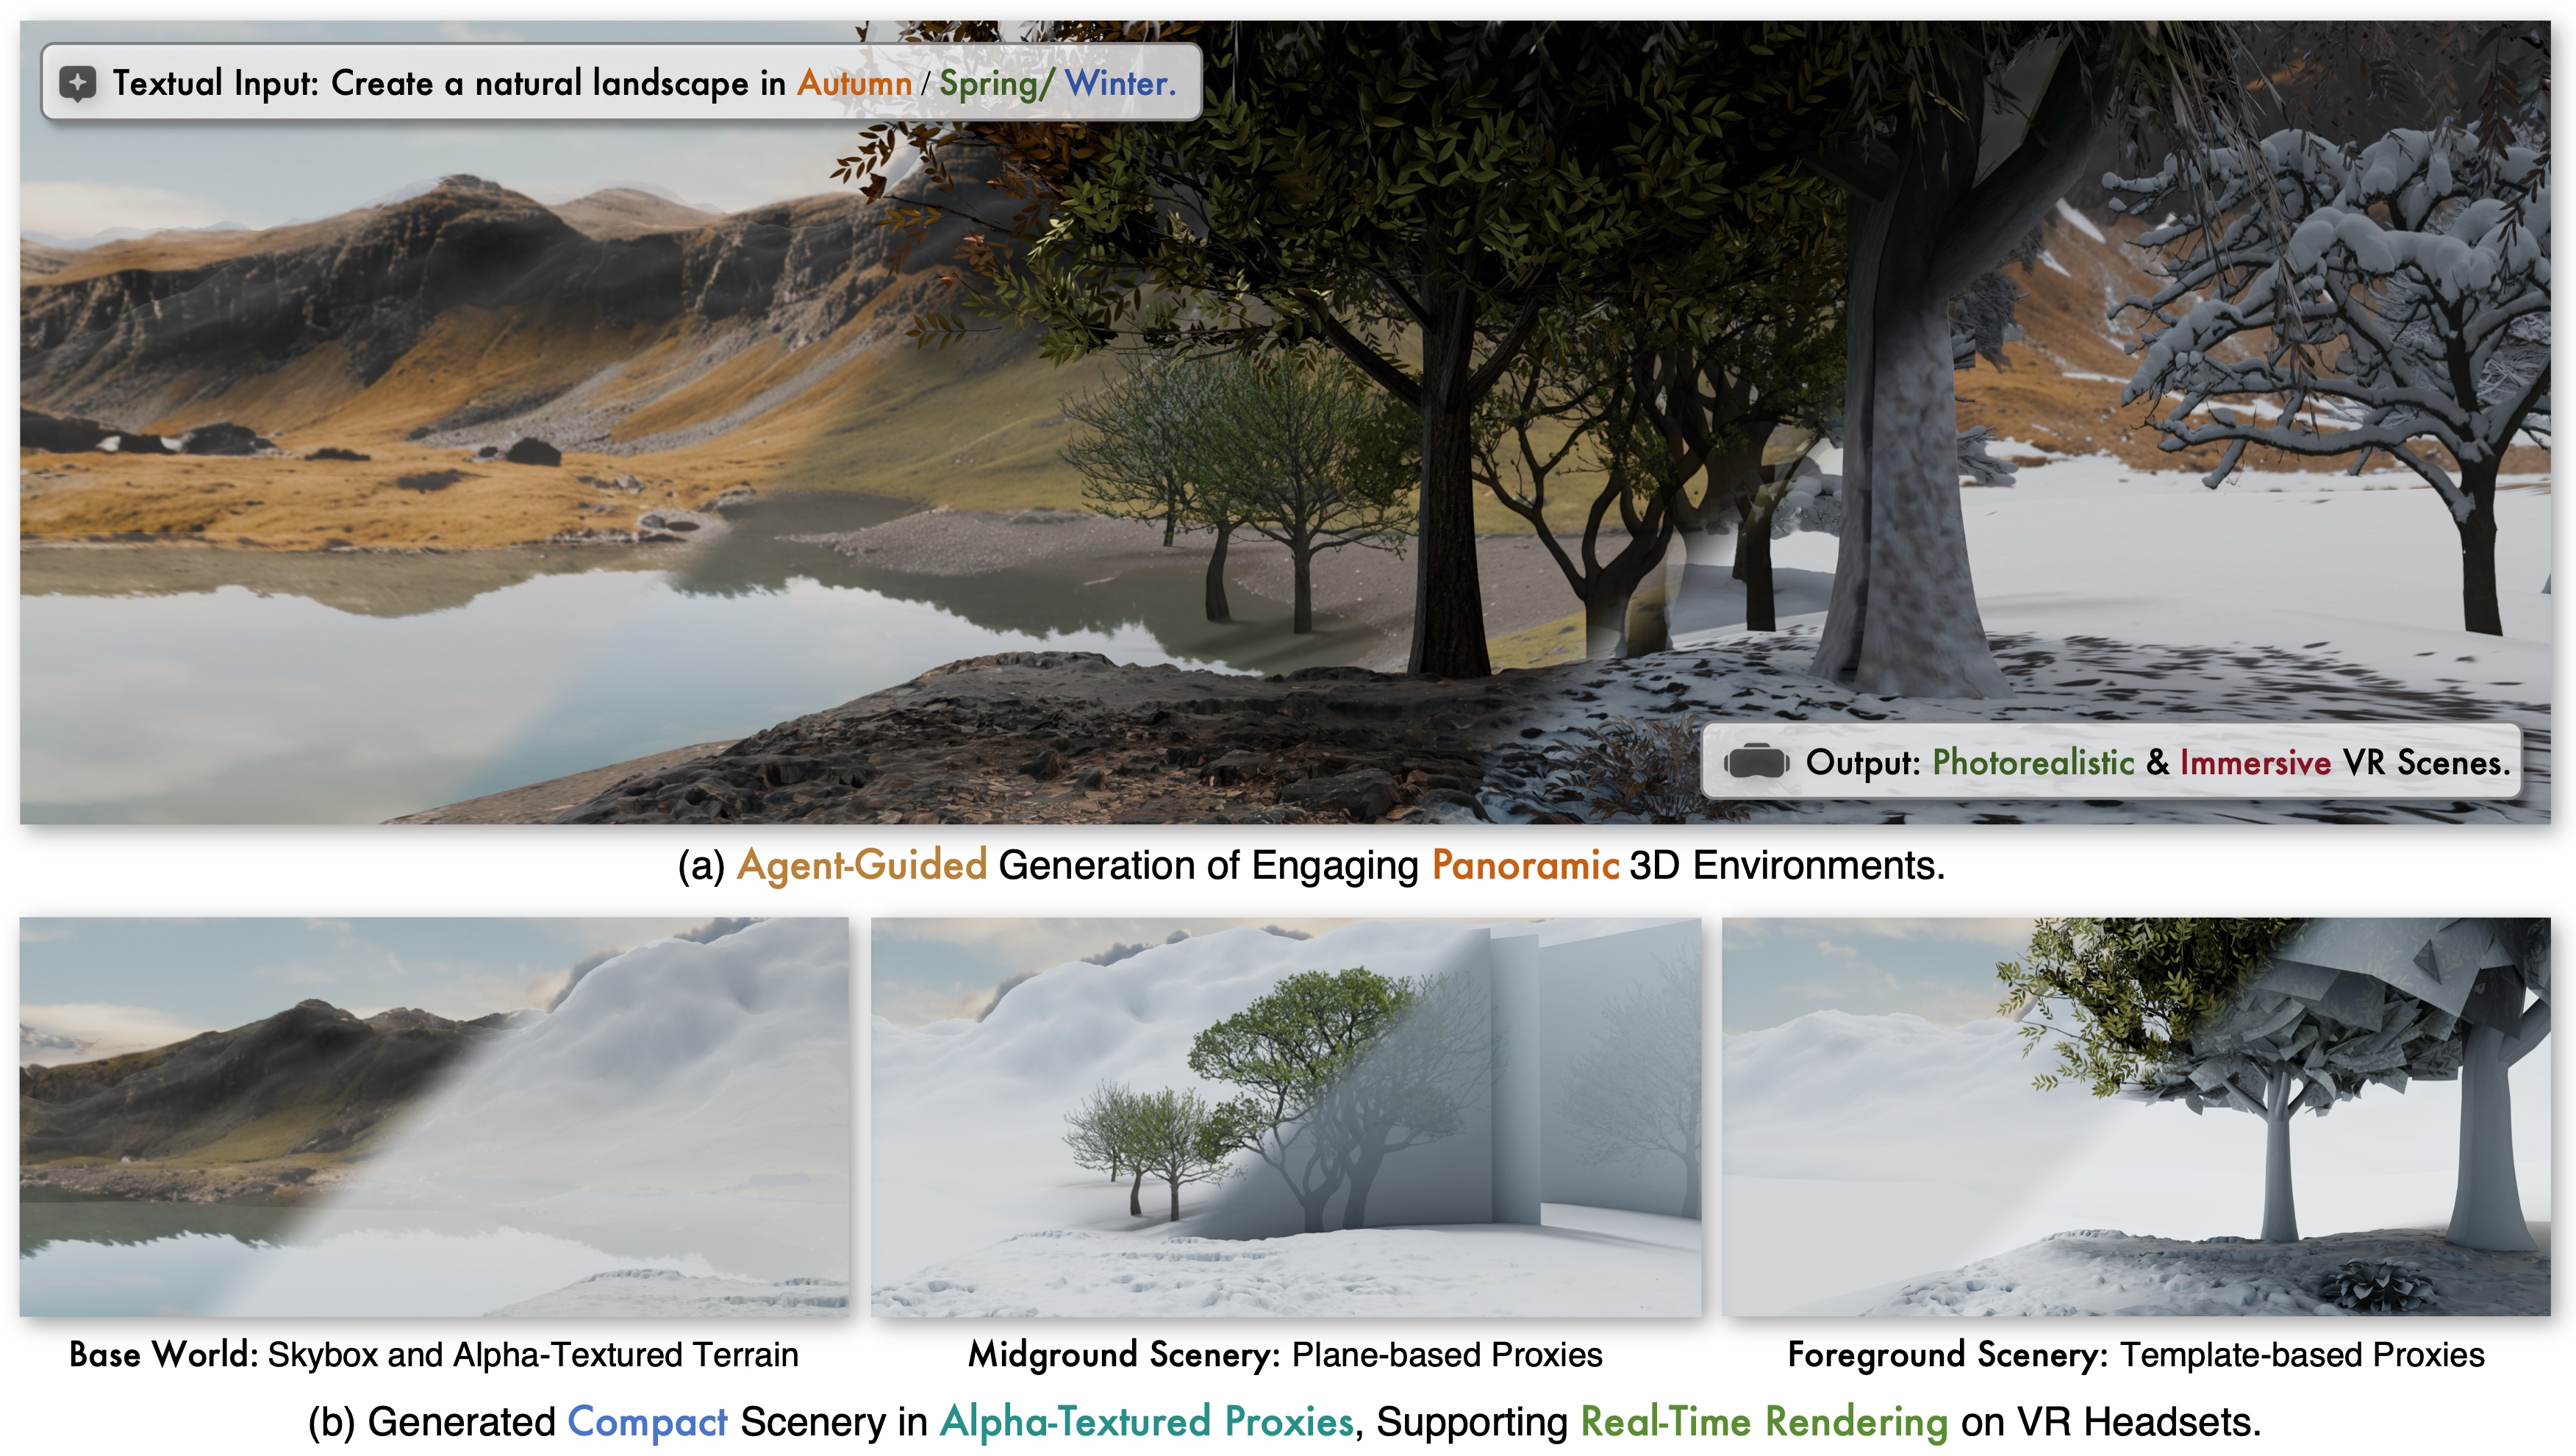 Textual Input: Create a natural landscape in Autumn / Spring/ Winter.
Output: Photorealistic & Immersive VR Scenes.
(a) Agent-Guided Generation of Engaging Panoramic 3D Environments.
Base World: Skybox and Alpha-Textured Terrain
Midground Scenery: Plane-based Proxies
Foreground Scenery: Template-based Proxies
(b) Generated Compact Scenery in Alpha-Textured Proxies, Supporting Real-Time Rendering on VR Headsets.